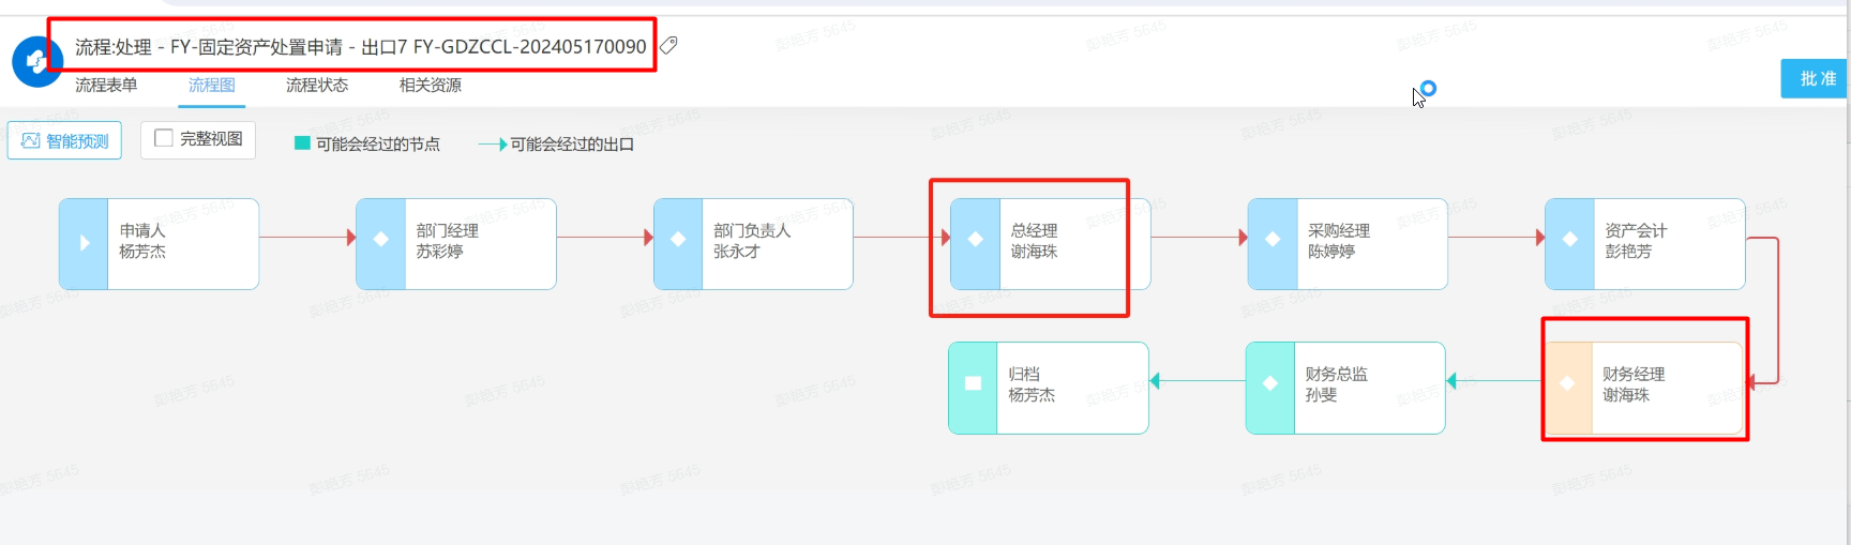 流程:处理 - FY-固定资产处置申请 - 出口7 FY-GDZCCL-202405170090
流程表单 流程图 流程状态 相关资源
批 准
智能预测 完整视图 可能会经过的节点 可能会经过的出口
申请人
杨芳杰
部门经理
苏彩婷
部门负责人
张永才
总经理
谢海珠
采购经理
陈婷婷
资产会计
彭艳芳
归档
杨芳杰
财务总监
孙斐
财务经理
谢海珠
彭艳芳 5645